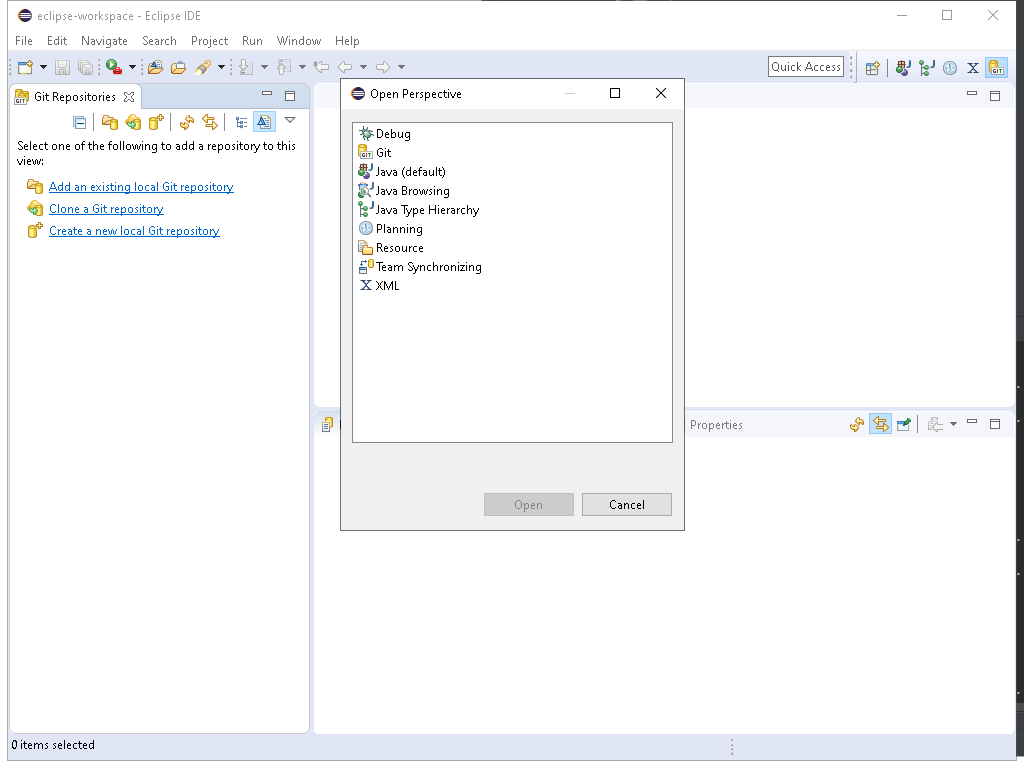 eclipse-workspace - Eclipse IDE
File Edit Navigate Search Project Run Window Help
Quick Access
Git Repositories
Select one of the following to add a repository to this
view:
Add an existing local Git repository
Clone a Git repository
Create a new local Git repository
Open Perspective
Debug
Git
Java (default)
Java Browsing
Java Type Hierarchy
Planning
Resource
Team Synchronizing
XML
Open Cancel
Properties
0 items selected